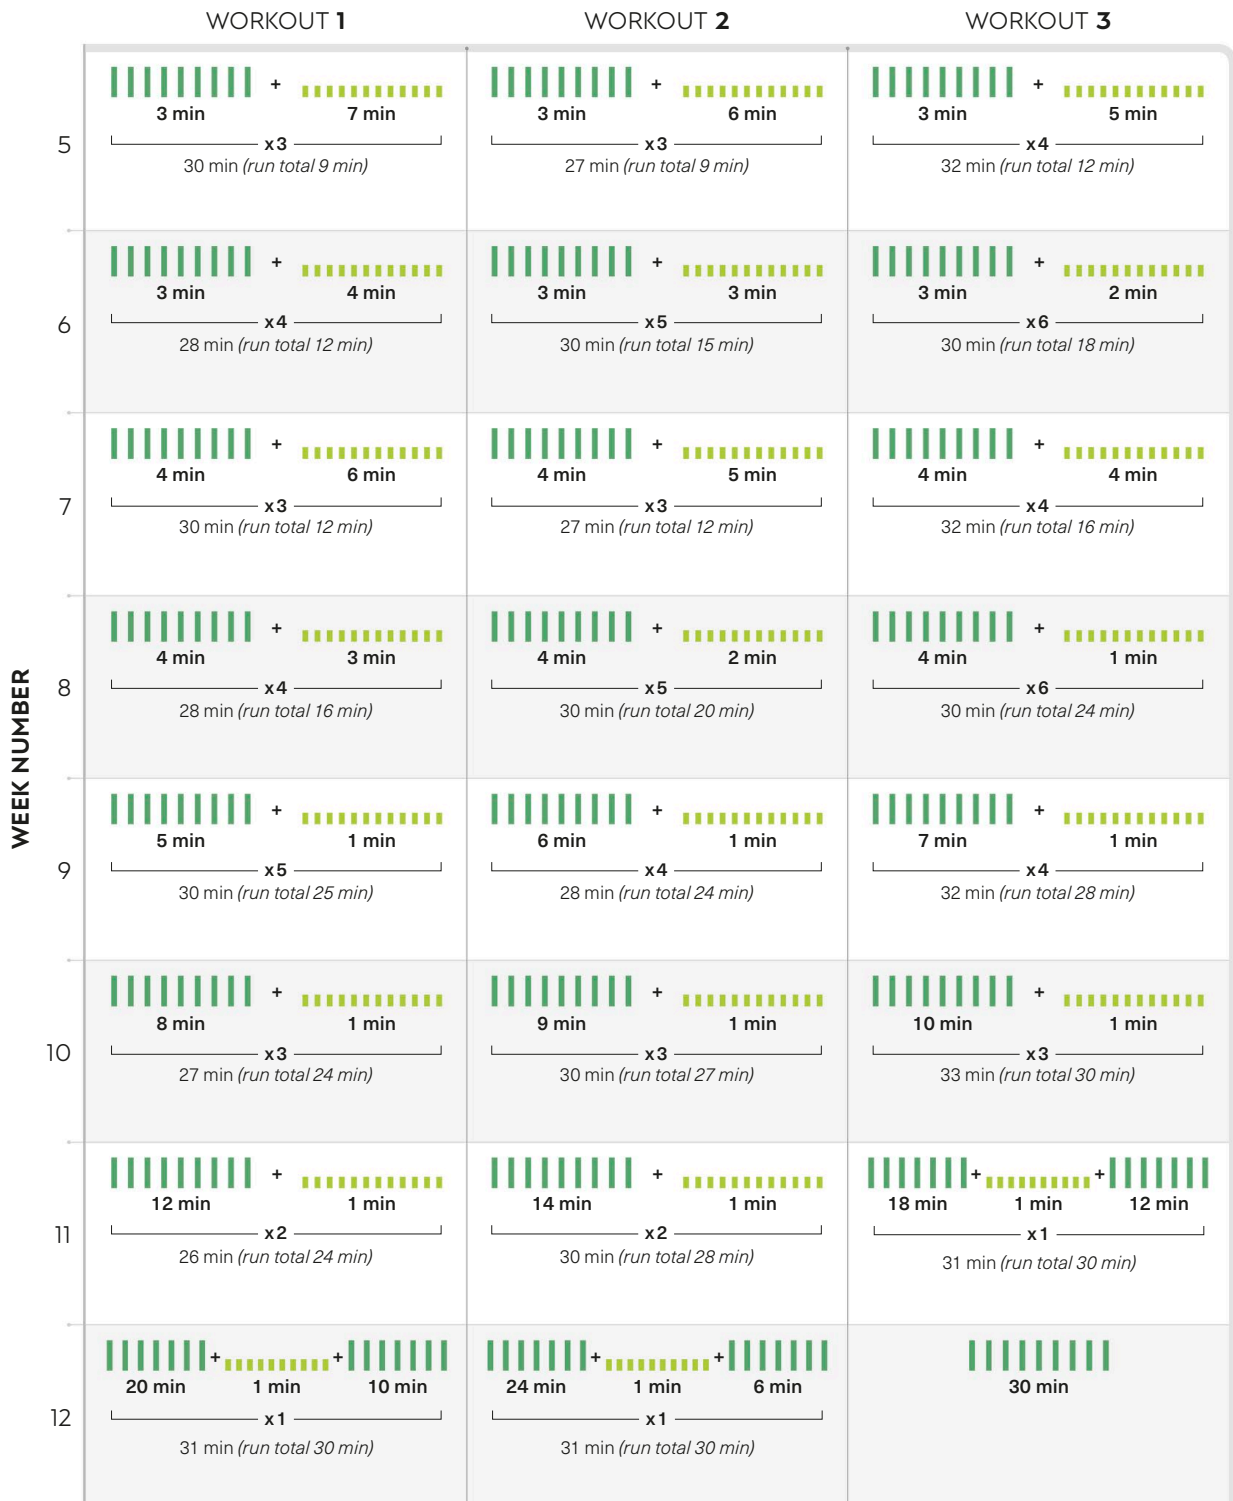 WORKOUT 1 WORKOUT 2 WORKOUT 3
WEEK NUMBER
5
3 min + 7 min
x3
30 min (run total 9 min)
3 min + 6 min
x3
27 min (run total 9 min)
3 min + 5 min
x4
32 min (run total 12 min)
6
3 min + 4 min
x4
28 min (run total 12 min)
3 min + 3 min
x5
30 min (run total 15 min)
3 min + 2 min
x6
30 min (run total 18 min)
7
4 min + 6 min
x3
30 min (run total 12 min)
4 min + 5 min
x3
27 min (run total 12 min)
4 min + 4 min
x4
32 min (run total 16 min)
8
4 min + 3 min
x4
28 min (run total 16 min)
4 min + 2 min
x5
30 min (run total 20 min)
4 min + 1 min
x6
30 min (run total 24 min)
9
5 min + 1 min
x5
30 min (run total 25 min)
6 min + 1 min
x4
28 min (run total 24 min)
7 min + 1 min
x4
32 min (run total 28 min)
10
8 min + 1 min
x3
27 min (run total 24 min)
9 min + 1 min
x3
30 min (run total 27 min)
10 min + 1 min
x3
33 min (run total 30 min)
11
12 min + 1 min
x2
26 min (run total 24 min)
14 min + 1 min
x2
30 min (run total 28 min)
18 min + 1 min + 12 min
x1
31 min (run total 30 min)
12
20 min + 1 min + 10 min
x1
31 min (run total 30 min)
24 min + 1 min + 6 min
x1
31 min (run total 30 min)
30 min